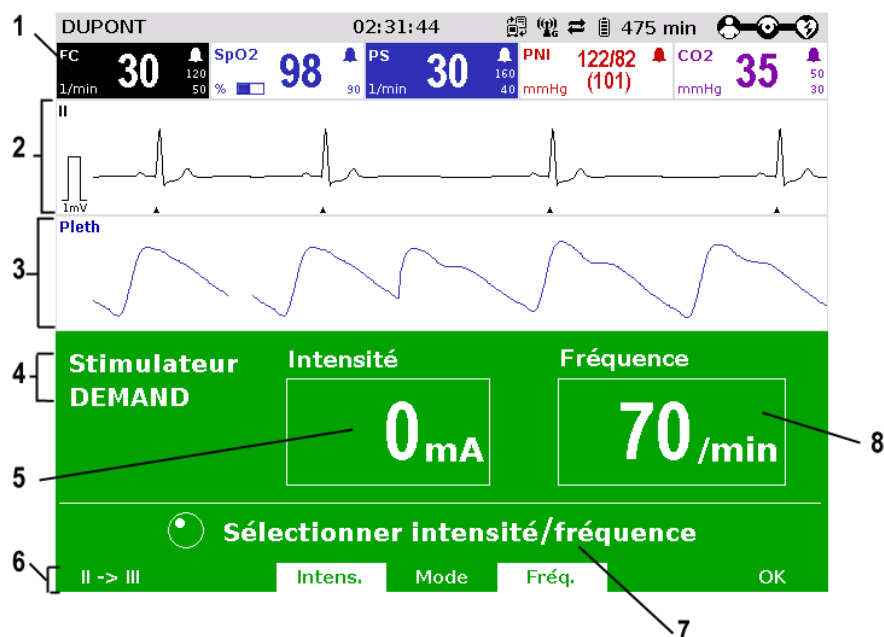 DUPONT 02:31:44 475 min
1
FC 30 120 50 1/min
SpO2 98 90 %
PS 30 160 40 1/min
PNI 122/82 (101) mmHg
CO2 35 50 30 mmHg
II
2
1mV
Pleth
3
4
Stimulateur
DEMAND
Intensité
Fréquence
0 mA
70 /min
5
8
Sélectionner intensité/fréquence
6
II -> III Intens. Mode Fréq. OK
7